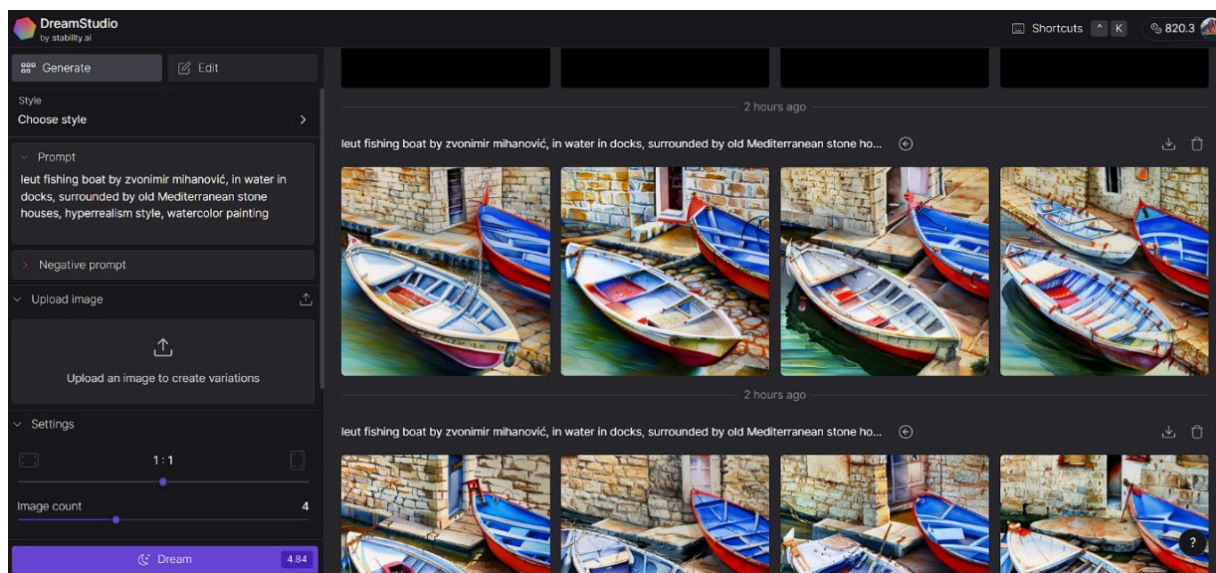 DreamStudio
by stability.ai
Shortcuts ^ K 820.3
Generate Edit
Style
Choose style
Prompt
leut fishing boat by zvonimir mihanović, in water in
docks, surrounded by old Mediterranean stone
houses, hyperrealism style, watercolor painting
Negative prompt
Upload image
Upload an image to create variations
Settings
1:1
Image count 4
Dream 4.84
2 hours ago
leut fishing boat by zvonimir mihanović, in water in docks, surrounded by old Mediterranean stone ho...
2 hours ago
leut fishing boat by zvonimir mihanović, in water in docks, surrounded by old Mediterranean stone ho...
?